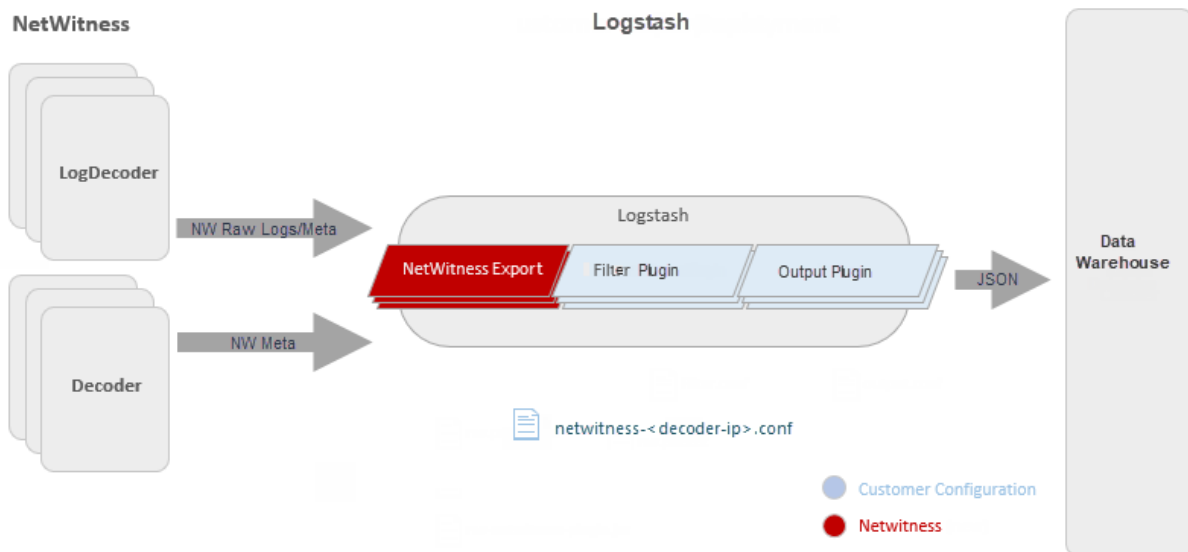 NetWitness
Logstash
LogDecoder
NW Raw Logs/Meta
Logstash
NetWitness Export
Filter Plugin
Output Plugin
JSON
Data
Warehouse
NW Meta
Decoder
netwitness-<decoder-ip>.conf
Customer Configuration
Netwitness